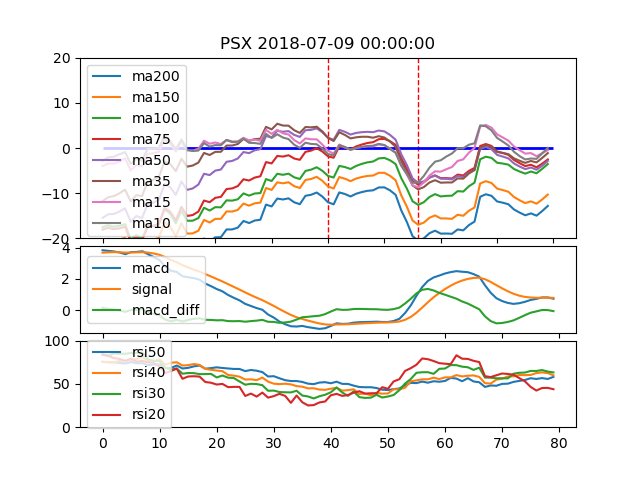 PSX 2018-07-09 00:00:00
20
10
0
−10
−20
ma200
ma150
ma100
ma75
ma50
ma35
ma15
ma10
4
2
0
macd
signal
macd_diff
100
50
0
rsi50
rsi40
rsi30
rsi20
0 10 20 30 40 50 60 70 80